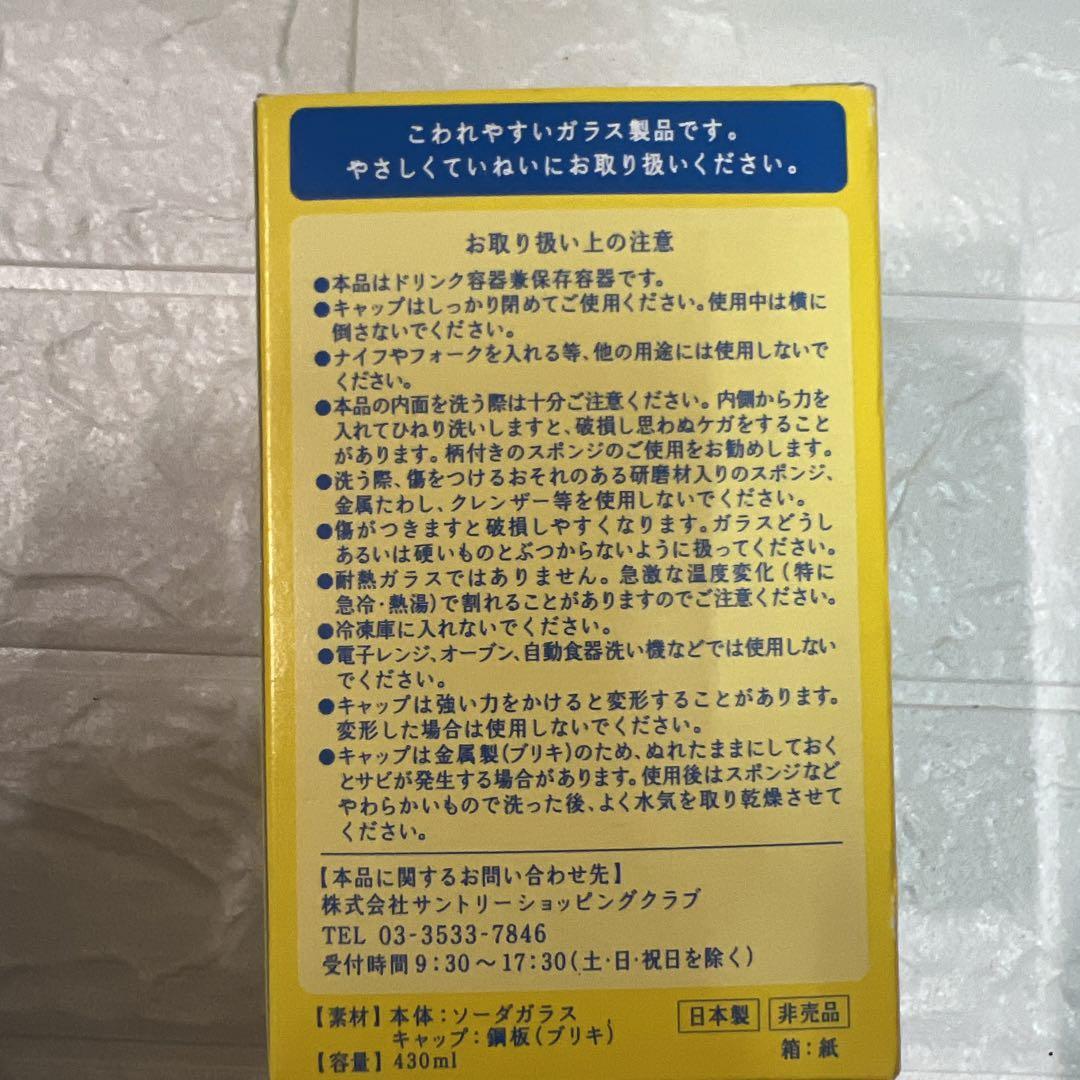 こわれやすいガラス製品です。
やさしくていねいにお取り扱いください。
お取り扱い上の注意
●本品はドリンク容器兼保存容器です。
●キャップはしっかり閉めてご使用ください。使用中は横に
倒さないでください。
●ナイフやフォークを入れる等、他の用途には使用しないで
ください。
●本品の内面を洗う際は十分ご注意ください。内側から力を
入れてひねり洗いしますと、破損し思わぬケガをすること
があります。柄付きのスポンジのご使用をお勧めします。
●洗う際、傷をつけるおそれのある研磨材入りのスポンジ、
金属たわし、クレンザー等を使用しないでください。
●傷がつきますと破損しやすくなります。ガラスどうし
あるいは硬いものとぶつからないように扱ってください。
●耐熱ガラスではありません。急激な温度変化(特に
急冷・熱湯)で割れることがありますのでご注意ください。
●冷凍庫に入れないでください。
●電子レンジ、オーブン、自動食器洗い機などでは使用しない
でください。
●キャップは強い力をかけると変形することがあります。
変形した場合は使用しないでください。
●キャップは金属製(ブリキ)のため、ぬれたままにしておく
とサビが発生する場合があります。使用後はスポンジなど
やわらかいもので洗った後、よく水気を取り乾燥させて
ください。
【本品に関するお問い合わせ先】
株式会社サントリーショッピングクラブ
TEL 03-3533-7846
受付時間9:30～17:30(土・日・祝日を除く)
【素材】本体:ソーダガラス
キャップ:鋼板(ブリキ)
【容量】430ml
日本製 非売品
箱:紙